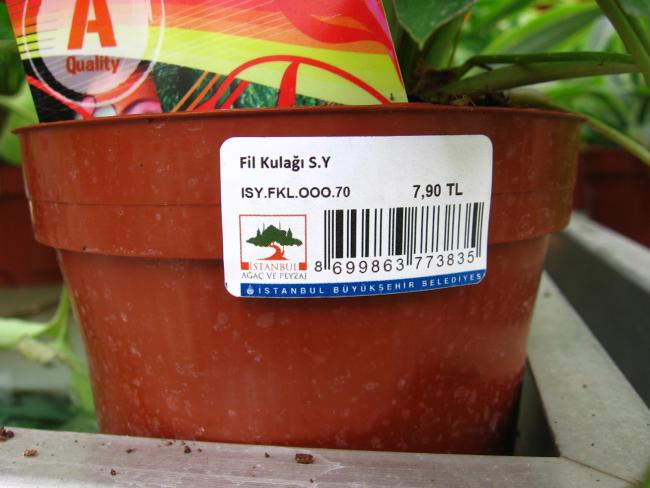 A
Quality
Fil Kulağı S.Y
ISY.FKL.OOO.70 7,90 TL
İSTANBUL
AĞAÇ VE PEYZAJ
8 699863 773835
İSTANBUL BÜYÜKŞEHİR BELEDİYESİ